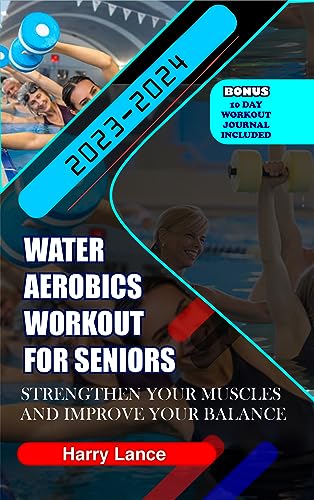 2023-2024
BONUS
10 DAY
WORKOUT
JOURNAL
INCLUDED
WATER
AEROBICS
WORKOUT
FOR SENIORS
STRENGTHEN YOUR MUSCLES
AND IMPROVE YOUR BALANCE
Harry Lance